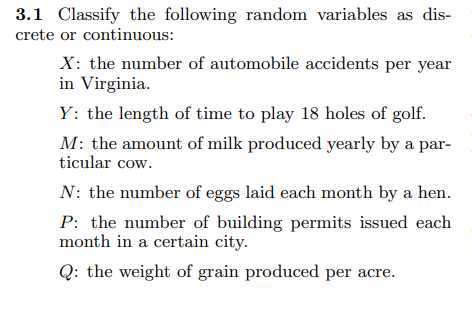 3.1 Classify the following random variables as dis-
crete or continuous:
X: the number of automobile accidents per year
in Virginia.
Y: the length of time to play 18 holes of golf.
M: the amount of milk produced yearly by a par-
ticular cow.
N: the number of eggs laid each month by a hen.
P: the number of building permits issued each
month in a certain city.
Q: the weight of grain produced per acre.